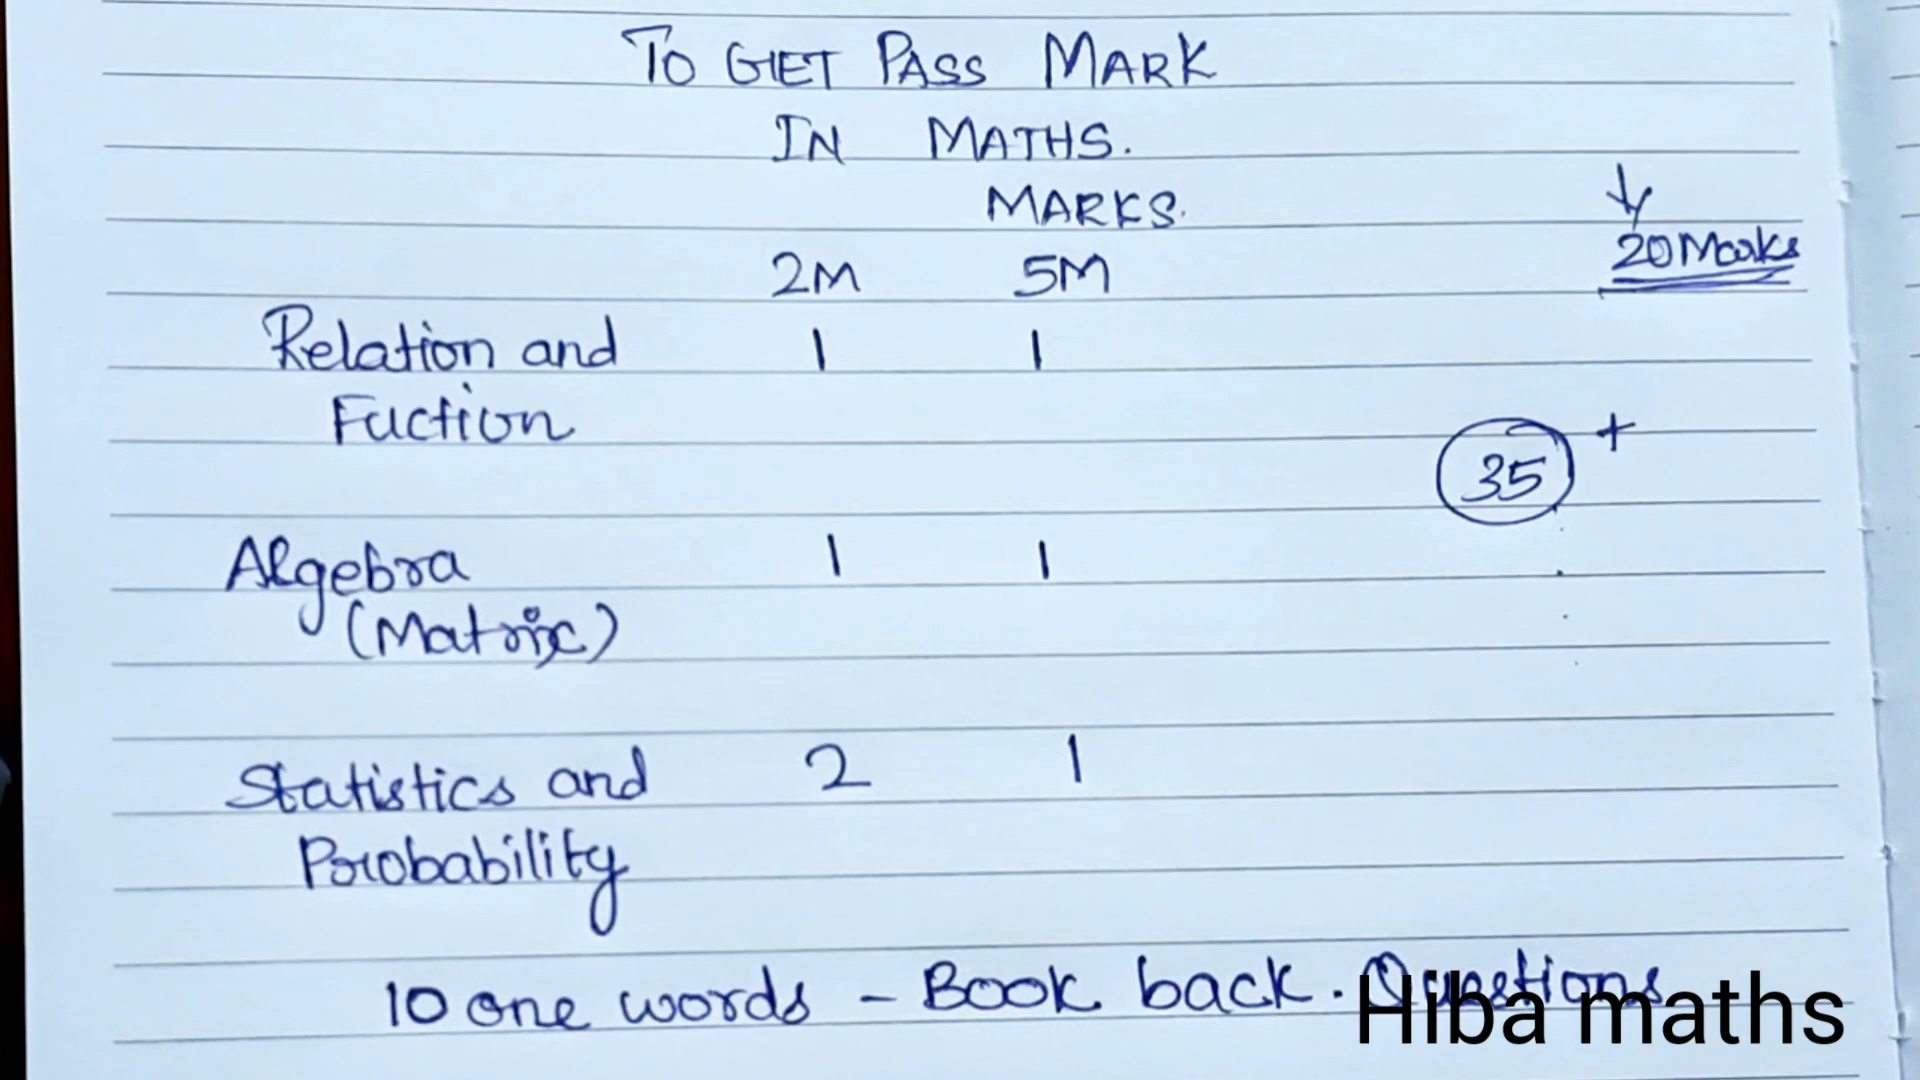 TO GET PASS MARK
IN MATHS.
MARKS.
20 Marks
2M 5M
Relation and 1 1
Fuction
35 +
Algebra 1 1
(Matrix)
Statistics and 2 1
Probability
10 one words - Book back. Questions
Hiba maths